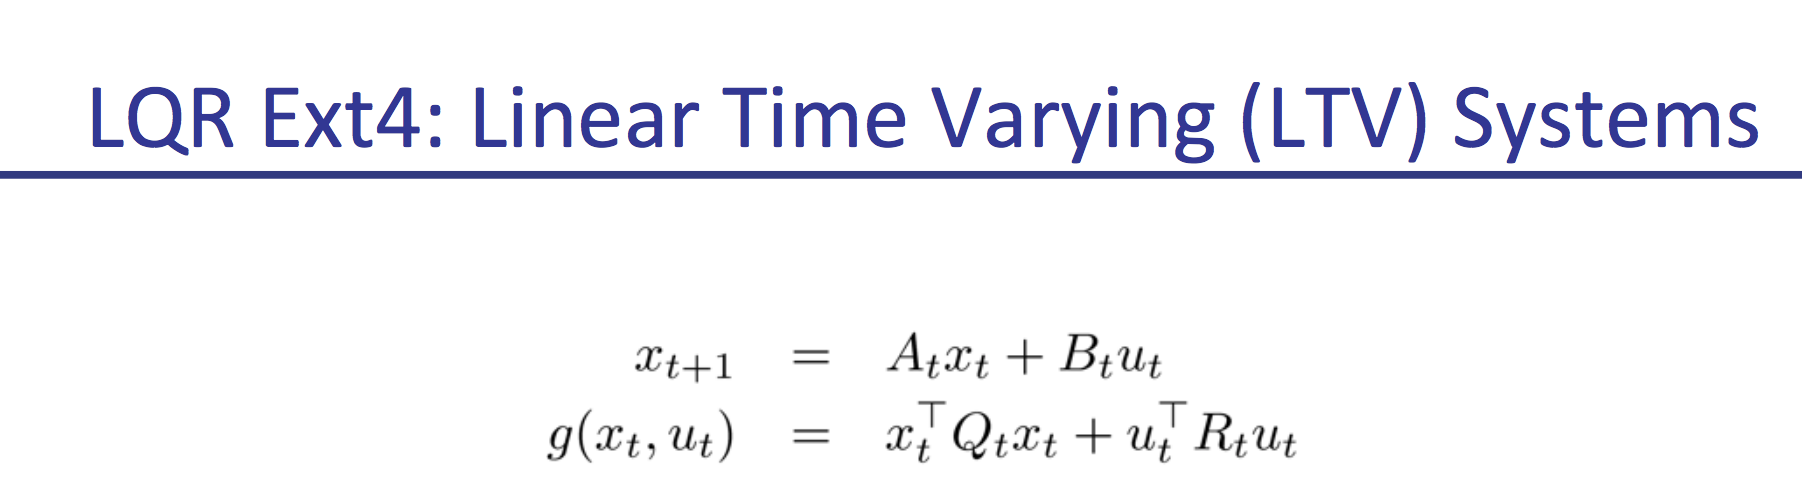 LQR Ext4: Linear Time Varying (LTV) Systems
x_{t+1} = A_t x_t + B_t u_t
g(x_t, u_t) = x_t^⊤ Q_t x_t + u_t^⊤ R_t u_t